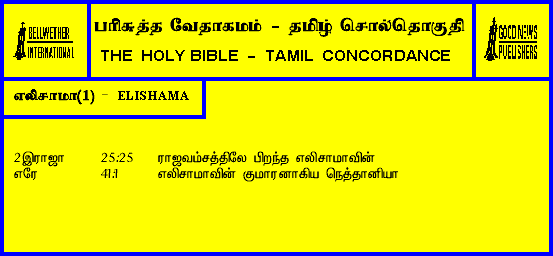 BELLWETHER
INTERNATIONAL
பரிசுத்த வேதாகமம் - தமிழ் சொல்தொகுதி
THE HOLY BIBLE - TAMIL CONCORDANCE
GOOD NEWS
PUBLISHERS
எலிசாமா(1) - ELISHAMA
2இராஜா 25:25 ராஜவம்சத்திலே பிறந்த எலிசாமாவின்
எரே 41:1 எலிசாமாவின் குமாரனாகிய நெத்தானியா